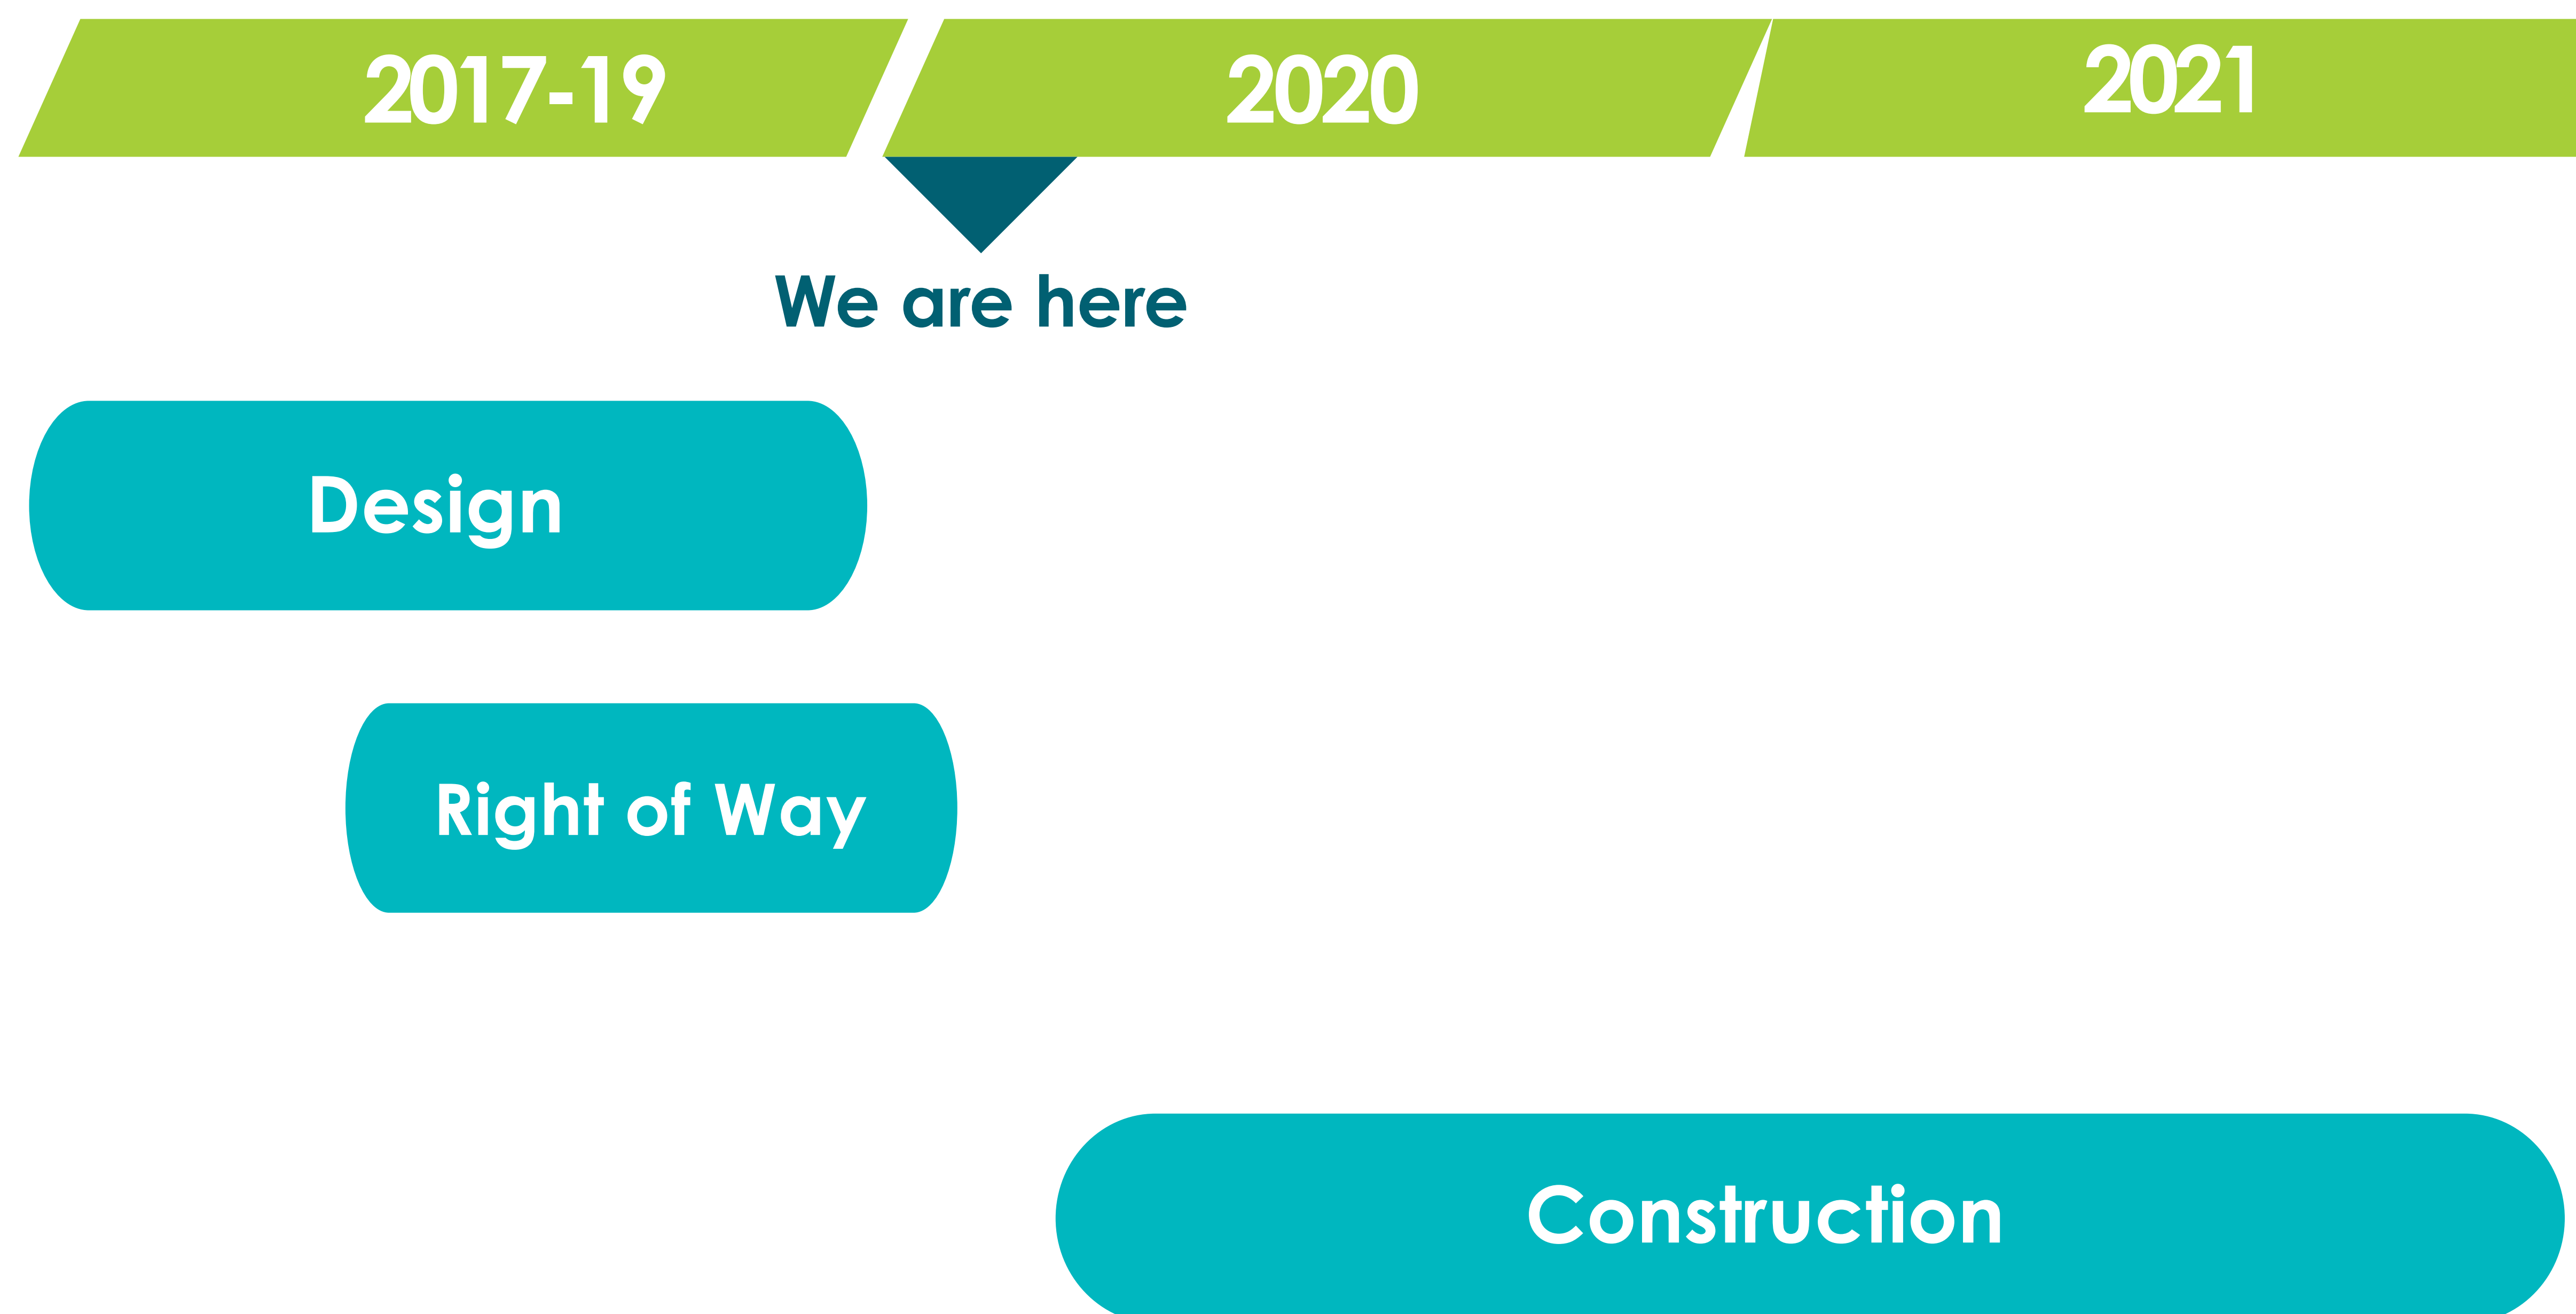 2017-19 2020 2021
We are here
Design
Right of Way
Construction